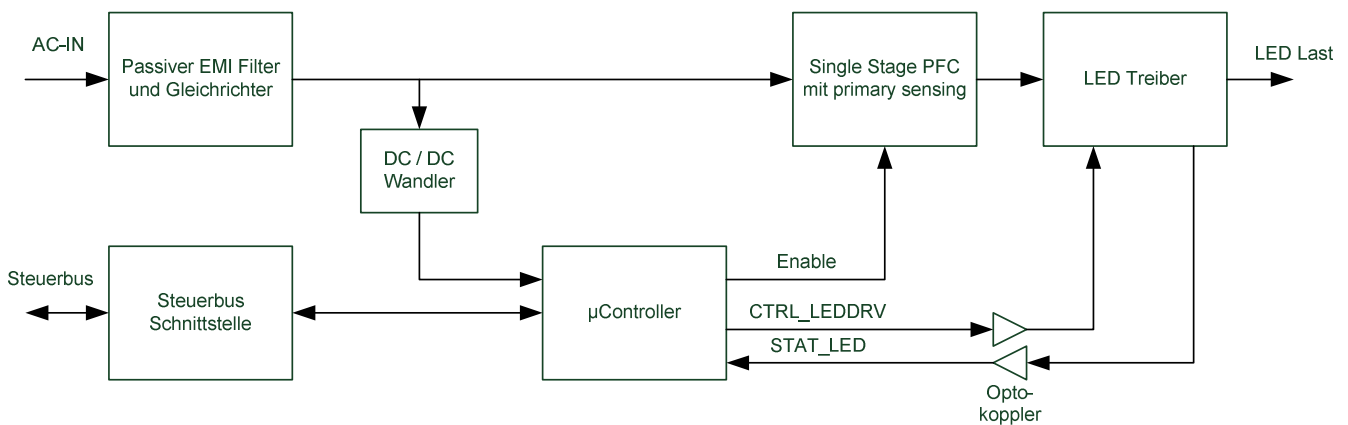 AC-IN
Passiver EMI Filter
und Gleichrichter
Single Stage PFC
mit primary sensing
LED Treiber
LED Last
DC / DC
Wandler
Steuerbus
Steuerbus
Schnittstelle
µController
Enable
CTRL_LEDDRV
STAT_LED
Opto-
koppler